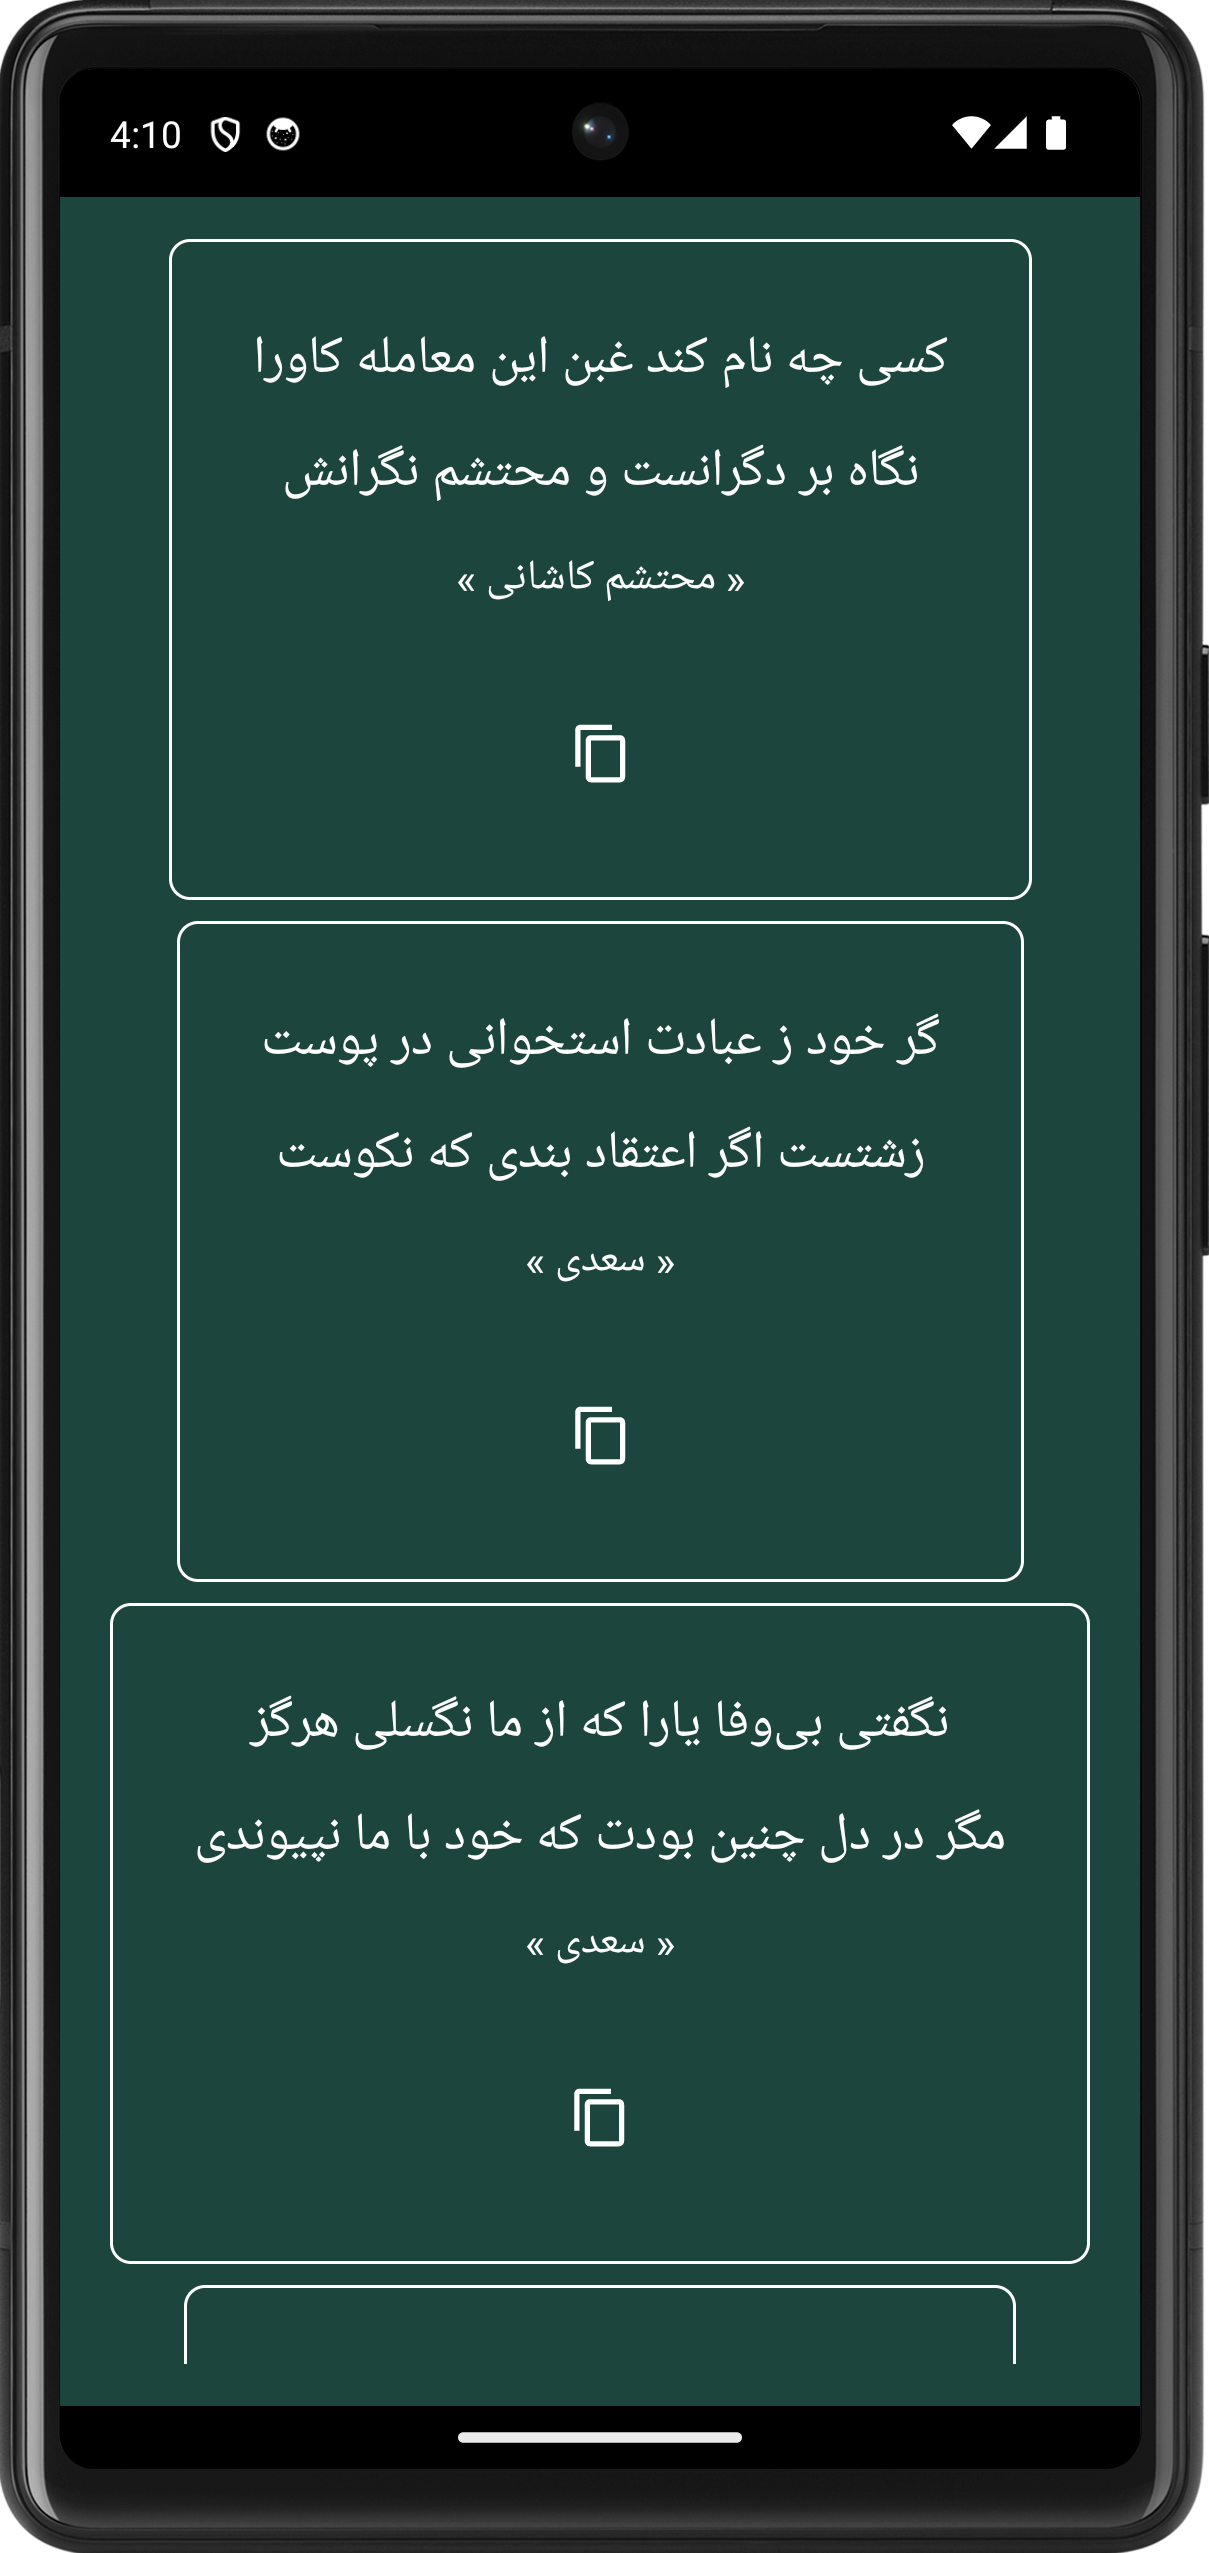 4:10
کسی چه نام کند غبن این معامله کاورا
نگاه بر دگرانست و محتشم نگرانش
« محتشم کاشانی »
گر خود ز عبادت استخوانی در پوست
زشتست اگر اعتقاد بندی که نکوست
« سعدی »
نگفتی بی‌وفا یارا که از ما نگسلی هرگز
مگر در دل چنین بودت که خود با ما نپیوندی
« سعدی »